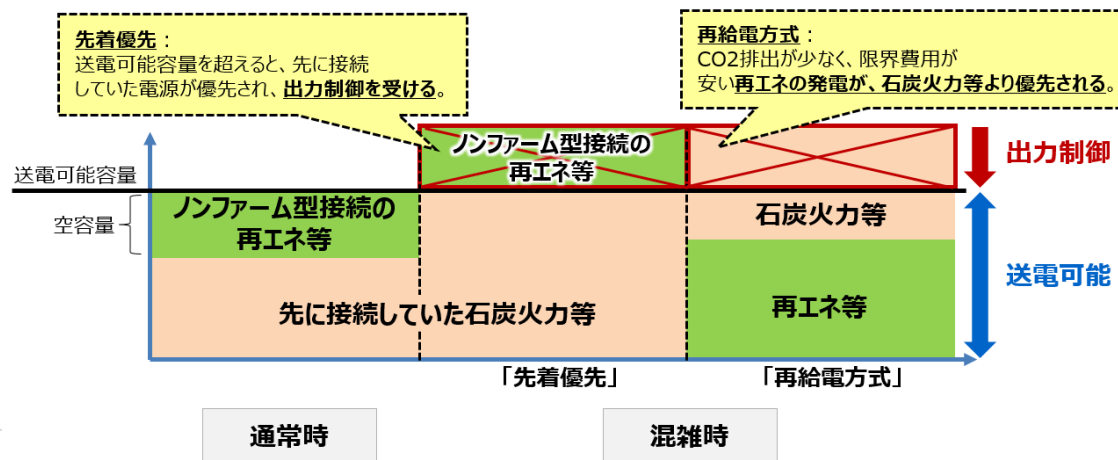 先着優先：
送電可能容量を超えると、先に接続
していた電源が優先され、出力制御を受ける。
再給電方式：
CO2排出が少なく、限界費用が
安い再エネの発電が、石炭火力等より優先される。
ノンファーム型接続の
再エネ等
出力制御
送電可能容量
空容量
ノンファーム型接続の
再エネ等
石炭火力等
送電可能
先に接続していた石炭火力等
再エネ等
「先着優先」
「再給電方式」
通常時
混雑時